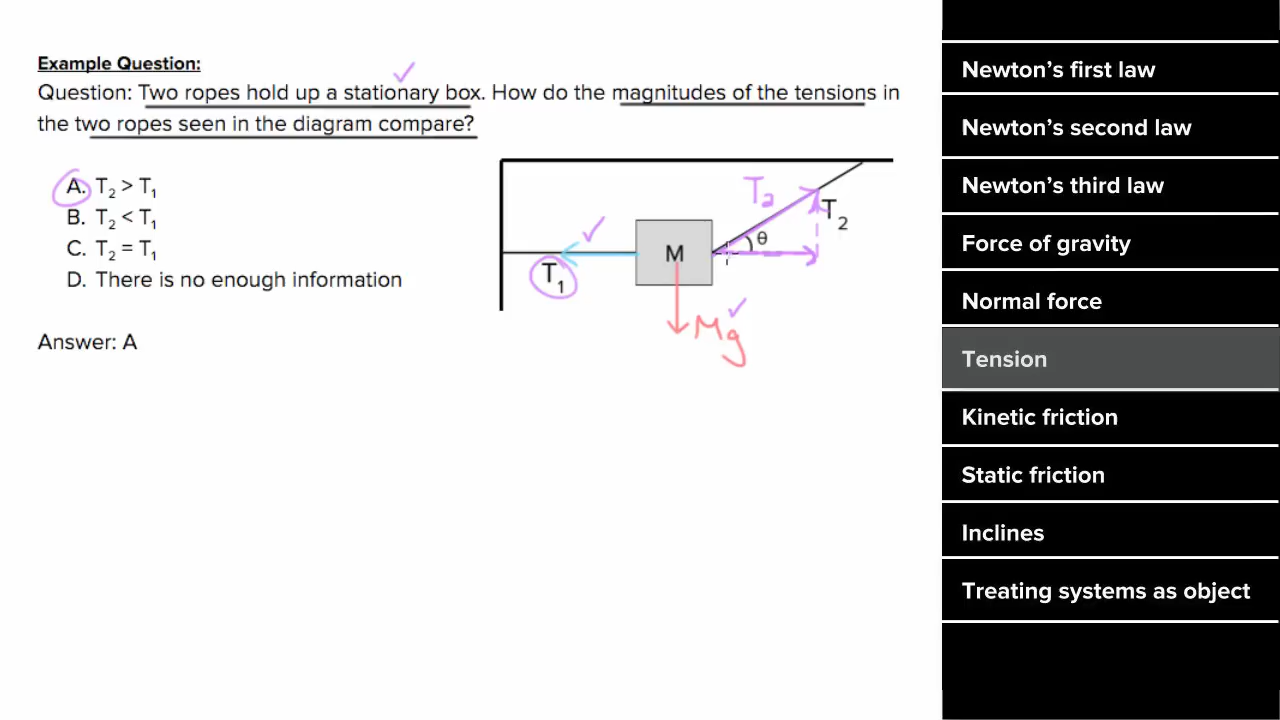 Example Question:
Question: Two ropes hold up a stationary box. How do the magnitudes of the tensions in
the two ropes seen in the diagram compare?
A. T₂ > T₁
B. T₂ < T₁
C. T₂ = T₁
D. There is no enough information
Answer: A
T₂
T₂
θ
M
T₁
Mg
Newton's first law
Newton's second law
Newton's third law
Force of gravity
Normal force
Tension
Kinetic friction
Static friction
Inclines
Treating systems as object